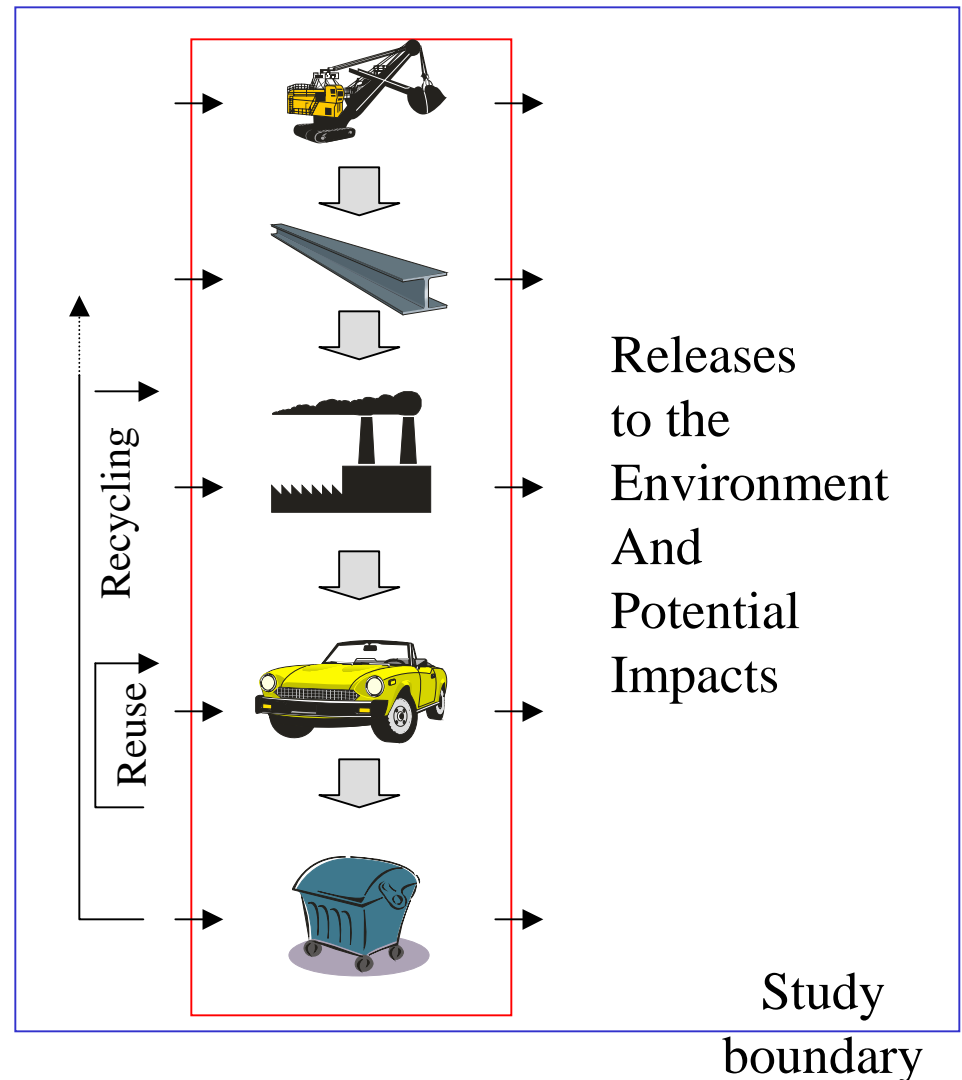 Recycling
Reuse
Releases
to the
Environment
And
Potential
Impacts
Study
boundary